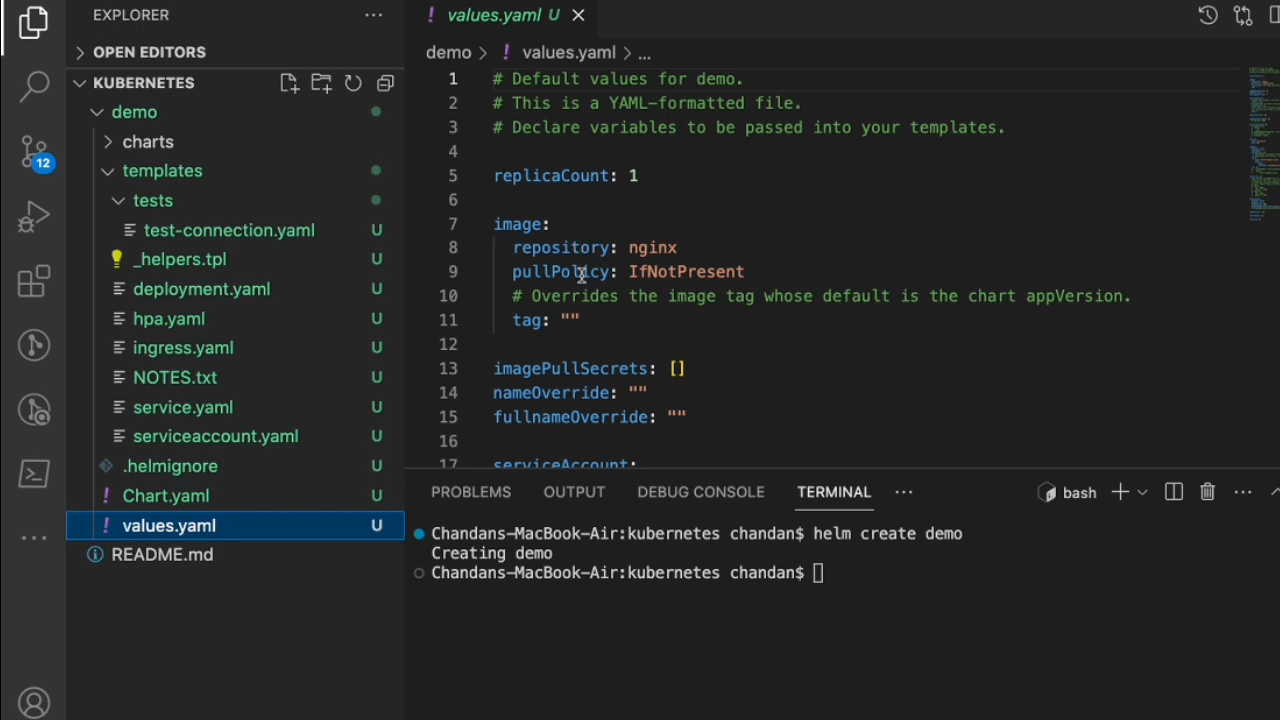 EXPLORER
OPEN EDITORS
KUBERNETES
demo
charts
templates
tests
test-connection.yaml U
_helpers.tpl U
deployment.yaml U
hpa.yaml U
ingress.yaml U
NOTES.txt U
service.yaml U
serviceaccount.yaml U
.helmignore U
Chart.yaml U
values.yaml U
README.md
12
values.yaml U
demo > values.yaml > ...
1 # Default values for demo.
2 # This is a YAML-formatted file.
3 # Declare variables to be passed into your templates.
4
5 replicaCount: 1
6
7 image:
8 repository: nginx
9 pullPolicy: IfNotPresent
10 # Overrides the image tag whose default is the chart appVersion.
11 tag: ""
12
13 imagePullSecrets: []
14 nameOverride: ""
15 fullnameOverride: ""
16
17 serviceAccount:
PROBLEMS OUTPUT DEBUG CONSOLE TERMINAL bash
Chandans-MacBook-Air:kubernetes chandan$ helm create demo
Creating demo
Chandans-MacBook-Air:kubernetes chandan$